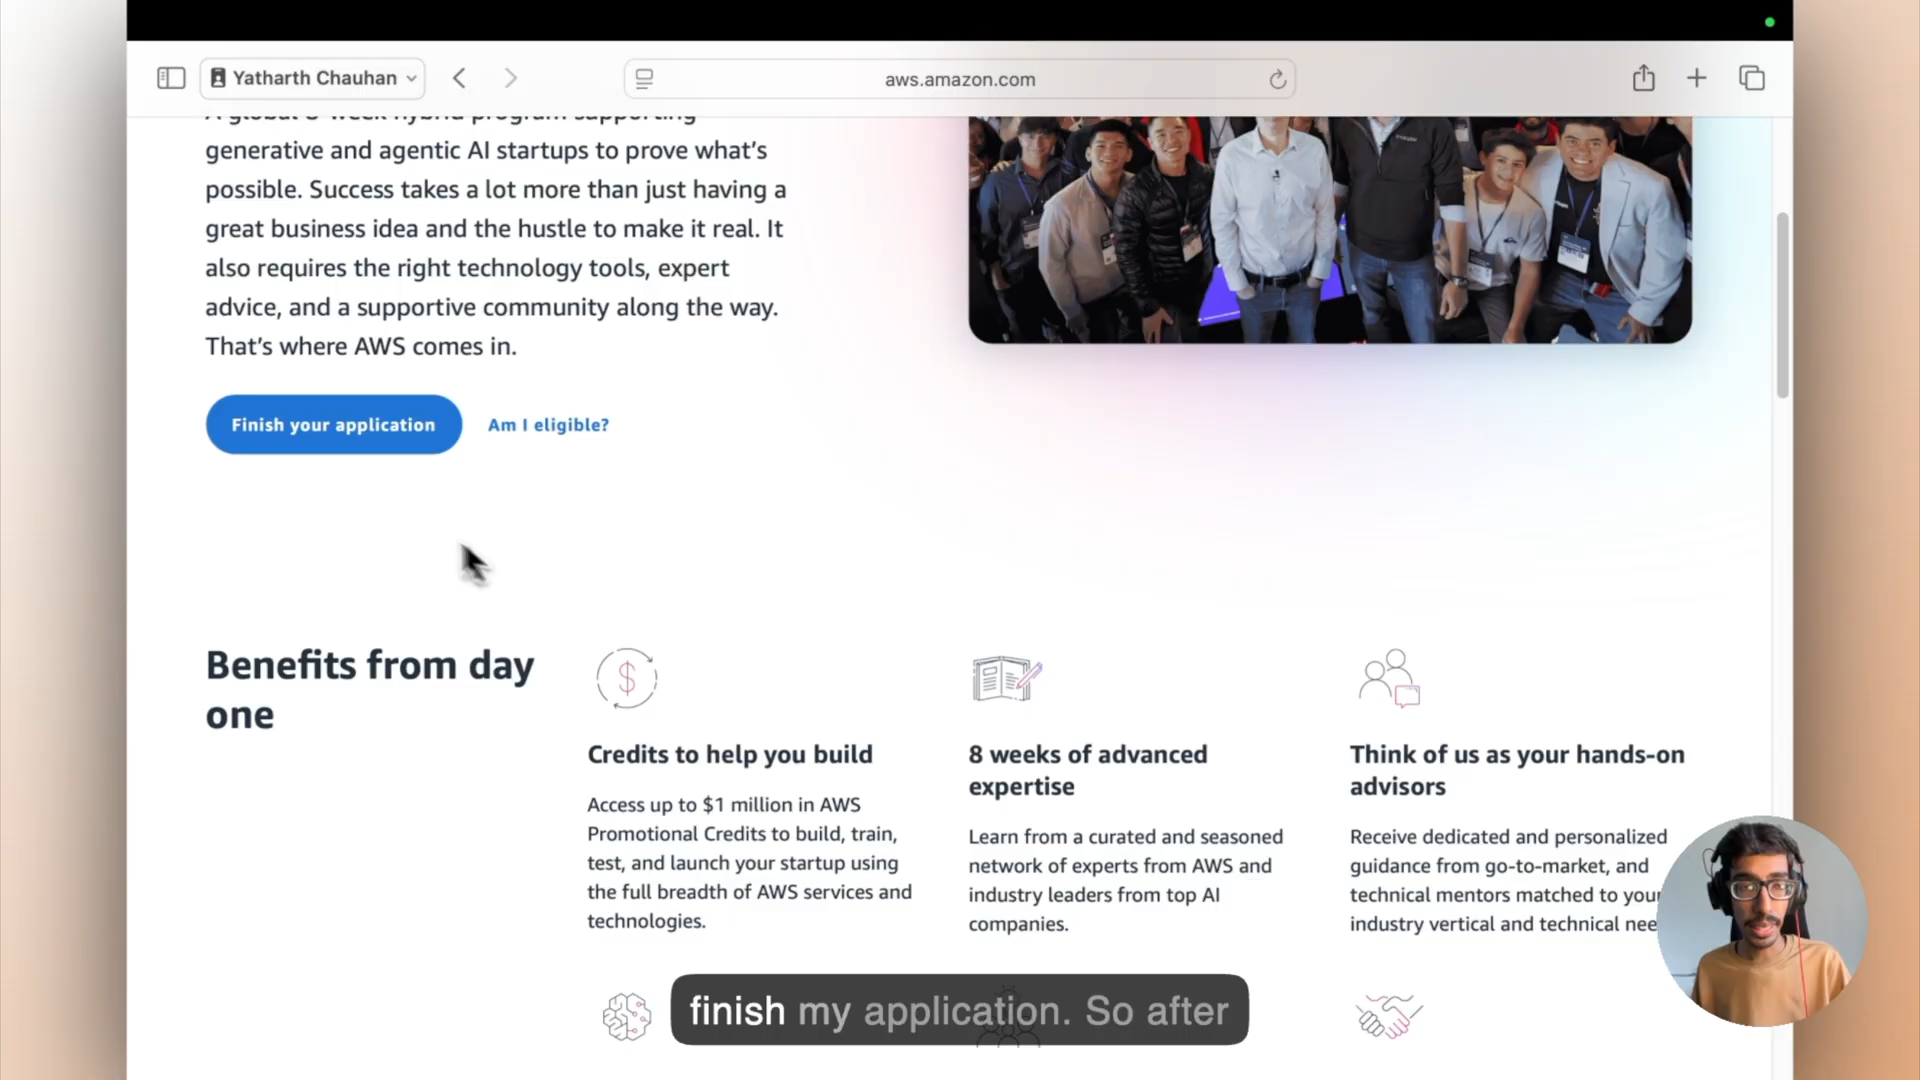 Yatharth Chauhan
aws.amazon.com
A global 8-week hybrid program supporting
generative and agentic AI startups to prove what's
possible. Success takes a lot more than just having a
great business idea and the hustle to make it real. It
also requires the right technology tools, expert
advice, and a supportive community along the way.
That's where AWS comes in.
Finish your application
Am I eligible?
Benefits from day
one
Credits to help you build
Access up to $1 million in AWS
Promotional Credits to build, train,
test, and launch your startup using
the full breadth of AWS services and
technologies.
8 weeks of advanced
expertise
Learn from a curated and seasoned
network of experts from AWS and
industry leaders from top AI
companies.
Think of us as your hands-on
advisors
Receive dedicated and personalized
guidance from go-to-market, and
technical mentors matched to your
industry vertical and technical nee
finish my application. So after